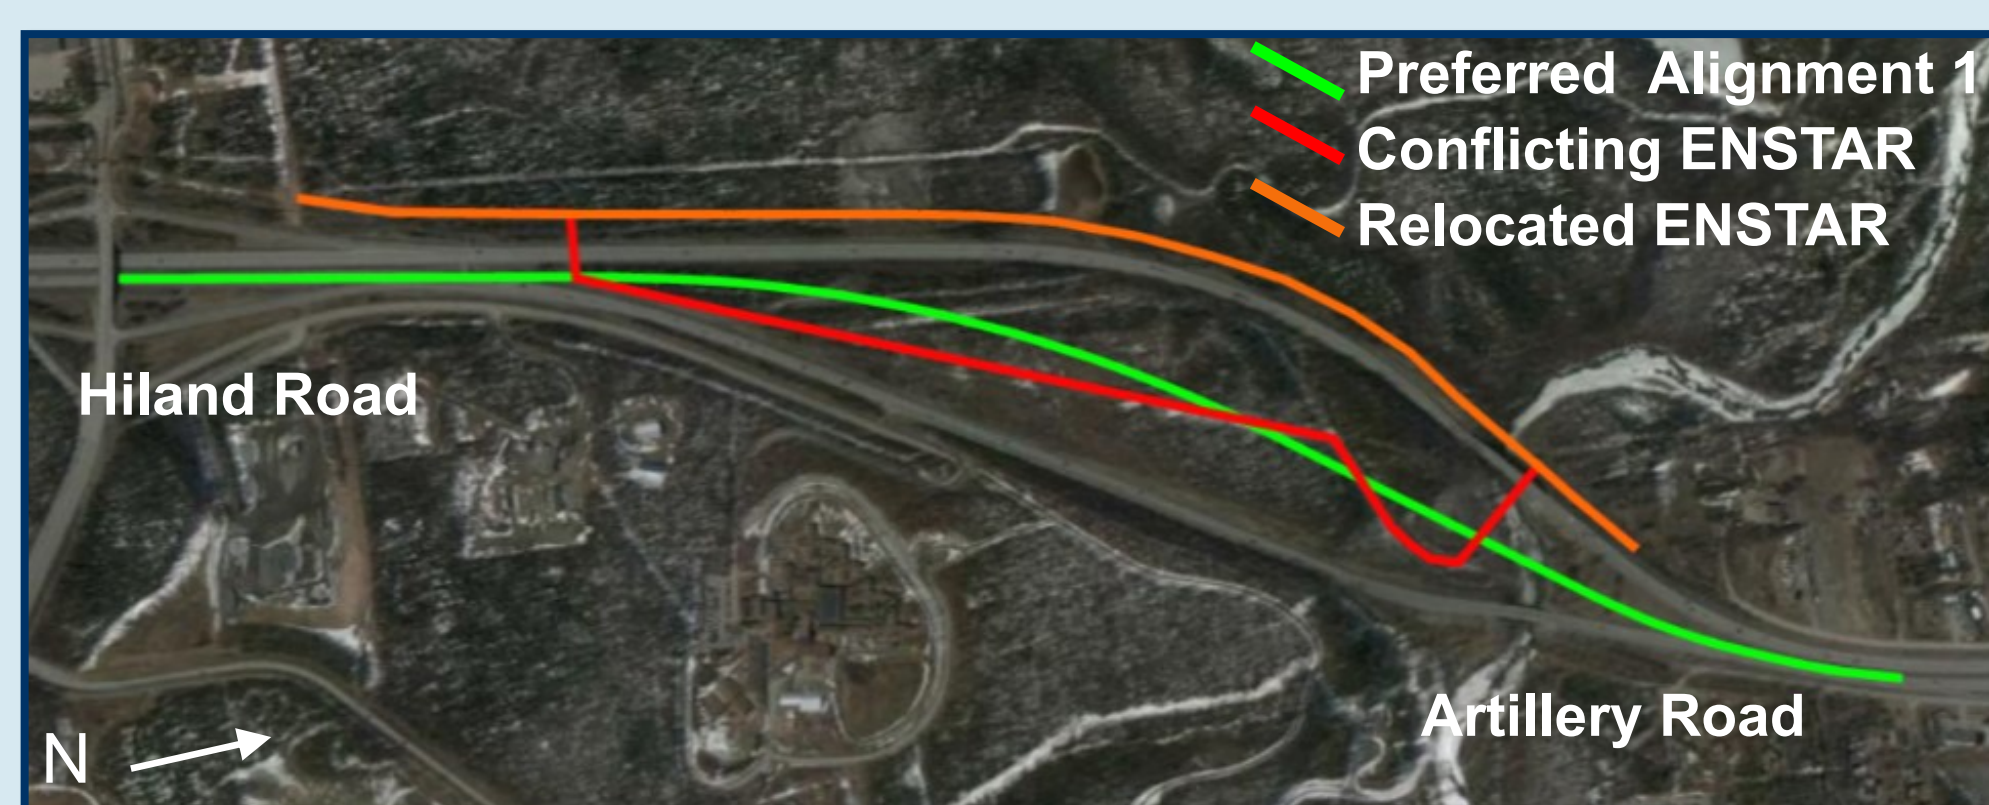 Preferred Alignment 1
Conflicting ENSTAR
Relocated ENSTAR
Hiland Road
Artillery Road
N